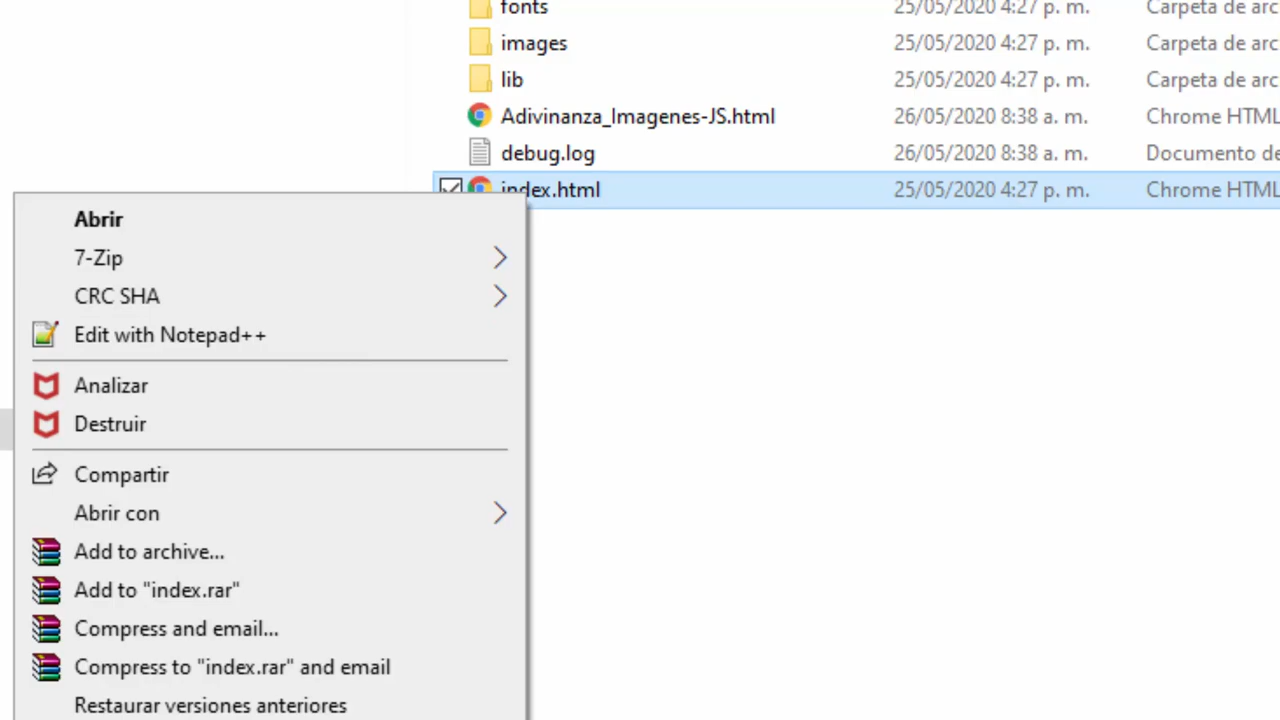 fonts 25/05/2020 4:27 p. m. Carpeta de arc
images 25/05/2020 4:27 p. m. Carpeta de arc
lib 25/05/2020 4:27 p. m. Carpeta de arc
Adivinanza_Imagenes-JS.html 26/05/2020 8:38 a. m. Chrome HTML
debug.log 26/05/2020 8:38 a. m. Documento de
index.html 25/05/2020 4:27 p. m. Chrome HTML
Abrir
7-Zip
CRC SHA
Edit with Notepad++
Analizar
Destruir
Compartir
Abrir con
Add to archive...
Add to "index.rar"
Compress and email...
Compress to "index.rar" and email
Restaurar versiones anteriores